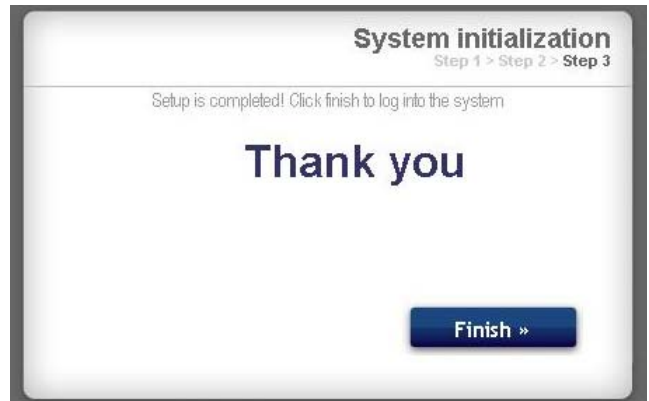 System initialization
Step 1 > Step 2 > Step 3
Setup is completed! Click finish to log into the system
Thank you
Finish »